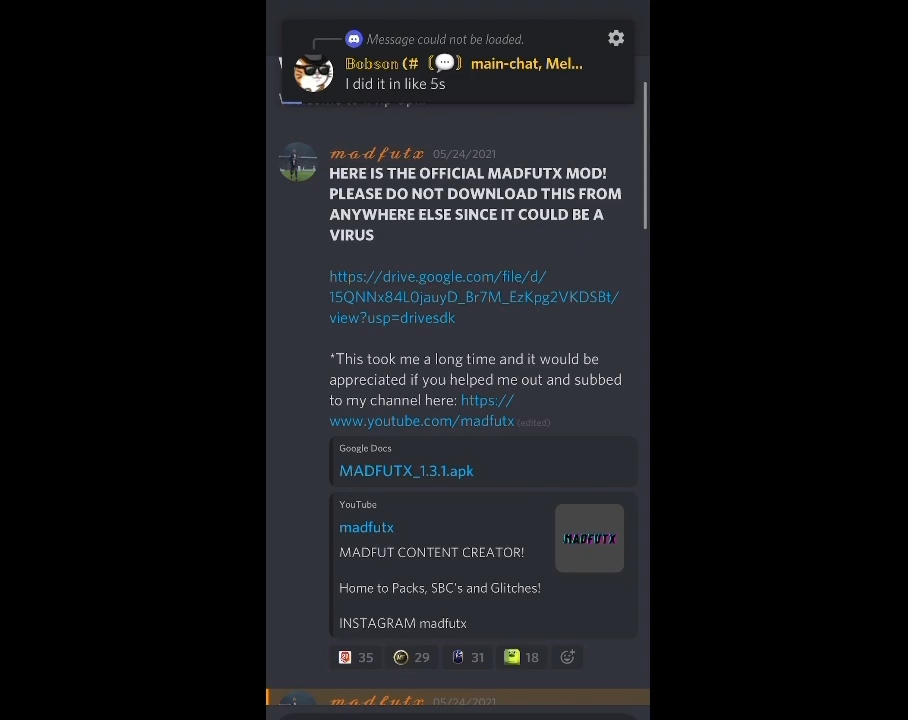 Message could not be loaded.
Bobson (# 〔💬〕 main-chat, Mel...
I did it in like 5s
madfutx 05/24/2021
HERE IS THE OFFICIAL MADFUTX MOD!
PLEASE DO NOT DOWNLOAD THIS FROM
ANYWHERE ELSE SINCE IT COULD BE A
VIRUS
https://drive.google.com/file/d/
15QNNx84L0jauyD_Br7M_EzKpg2VKDSBt/
view?usp=drivesdk
*This took me a long time and it would be
appreciated if you helped me out and subbed
to my channel here: https://
www.youtube.com/madfutx (edited)
Google Docs
MADFUTX_1.3.1.apk
YouTube
madfutx
MADFUTX
MADFUT CONTENT CREATOR!
Home to Packs, SBC's and Glitches!
INSTAGRAM madfutx
35 29 31 18
madfutx 05/24/2021